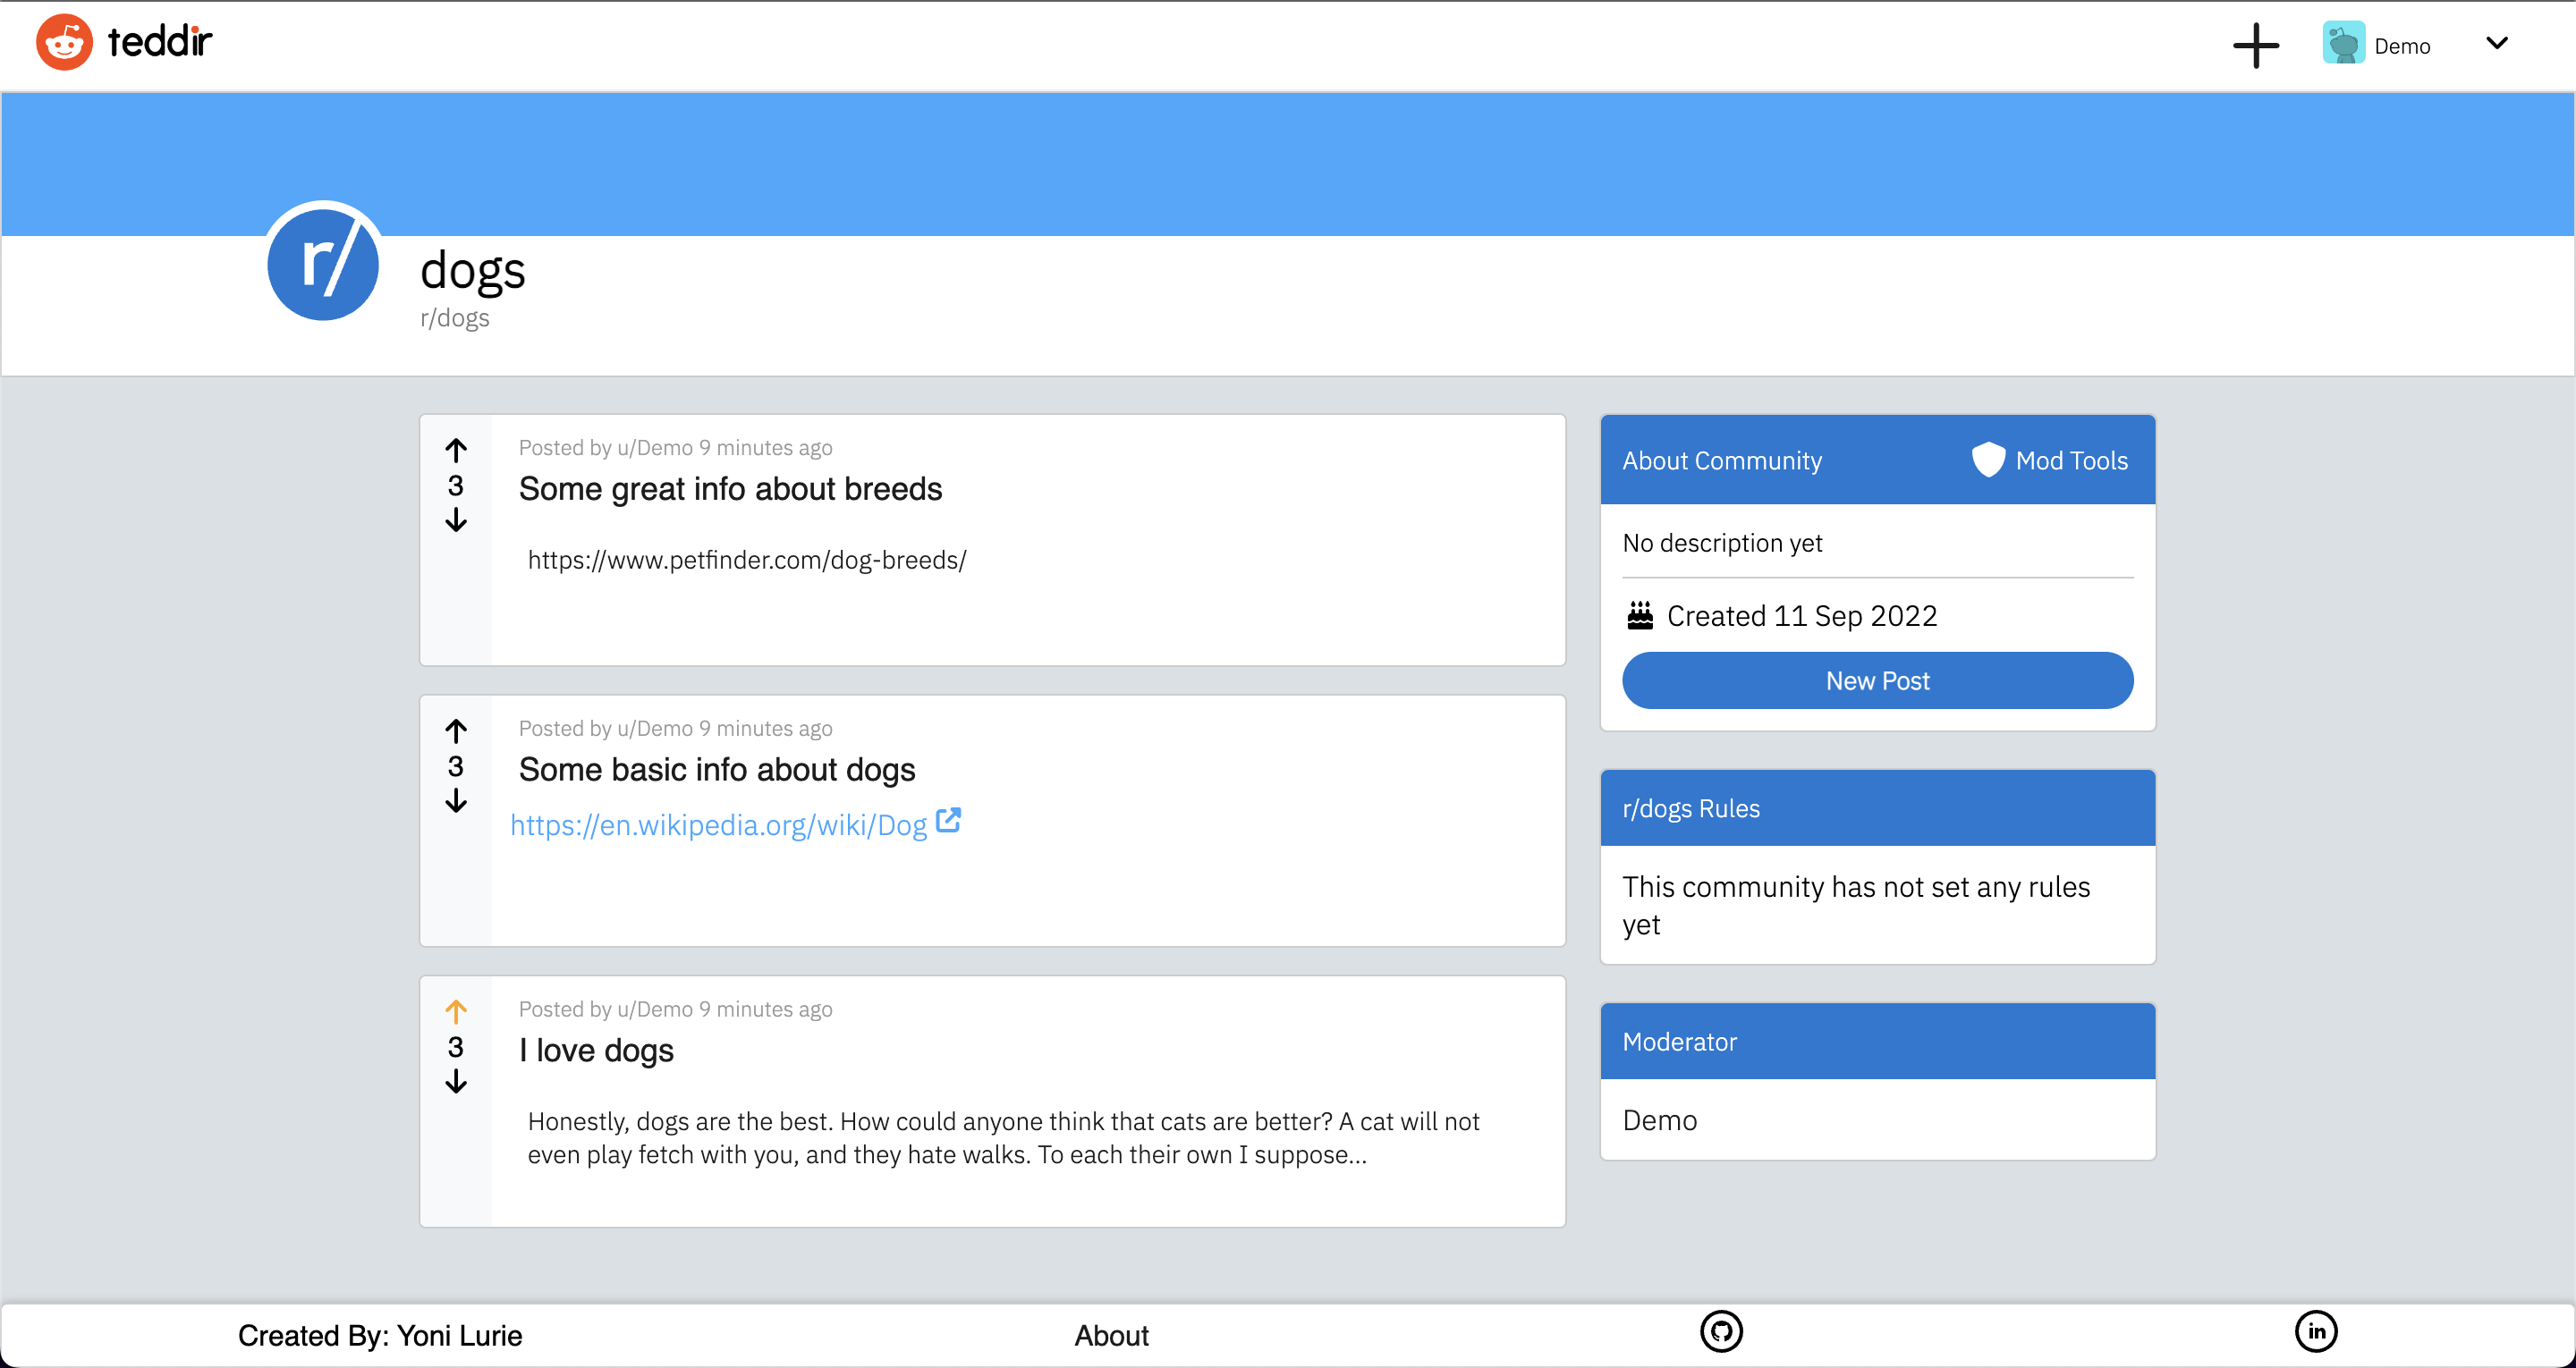 teddir
Demo
r/
dogs
r/dogs
3
Posted by u/Demo 9 minutes ago
Some great info about breeds
https://www.petfinder.com/dog-breeds/
3
Posted by u/Demo 9 minutes ago
Some basic info about dogs
https://en.wikipedia.org/wiki/Dog
3
Posted by u/Demo 9 minutes ago
I love dogs
Honestly, dogs are the best. How could anyone think that cats are better? A cat will not
even play fetch with you, and they hate walks. To each their own I suppose...
About Community
Mod Tools
No description yet
Created 11 Sep 2022
New Post
r/dogs Rules
This community has not set any rules
yet
Moderator
Demo
Created By: Yoni Lurie
About
in